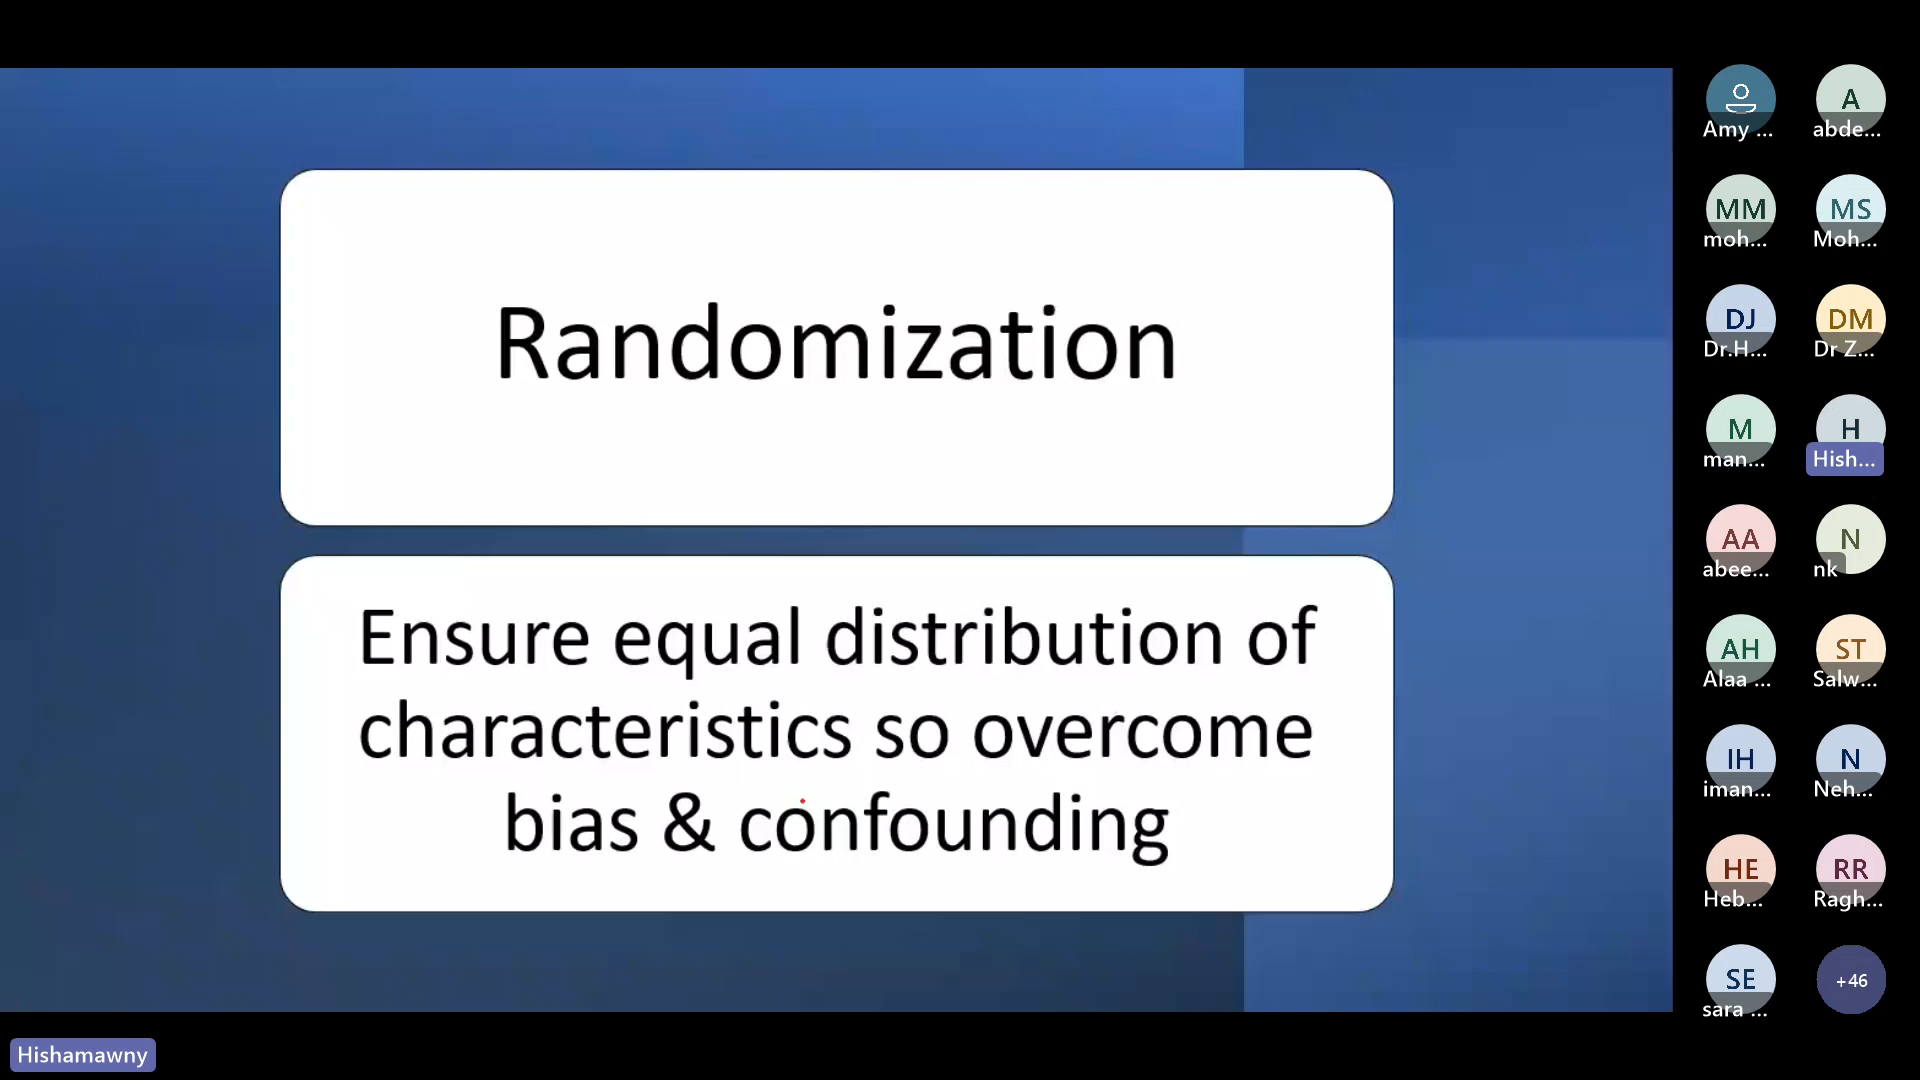 Randomization
Ensure equal distribution of
characteristics so overcome
bias & confounding
Amy ...
A
abde...
MM
moh...
MS
Moh...
DJ
Dr.H...
DM
Dr Z...
M
man...
H
Hish...
AA
abee...
N
nk
AH
Alaa ...
ST
Salw...
IH
iman...
N
Neh...
HE
Heb...
RR
Ragh...
SE
sara ...
+46
Hishamawny